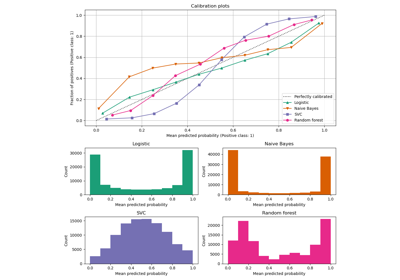 Calibration plots
Fraction of positives (Positive class: 1)
1.0
0.8
0.6
0.4
0.2
0.0
Perfectly calibrated
Logistic
Naive Bayes
SVC
Random forest
0.0 0.2 0.4 0.6 0.8 1.0
Mean predicted probability (Positive class: 1)
Logistic
Count
30000
20000
10000
0
0.0 0.2 0.4 0.6 0.8 1.0
Mean predicted probability
Naive Bayes
Count
40000
30000
20000
10000
0
0.0 0.2 0.4 0.6 0.8 1.0
Mean predicted probability
SVC
Count
15000
10000
5000
0
0.0 0.2 0.4 0.6 0.8 1.0
Mean predicted probability
Random forest
Count
20000
15000
10000
5000
0
0.0 0.2 0.4 0.6 0.8 1.0
Mean predicted probability